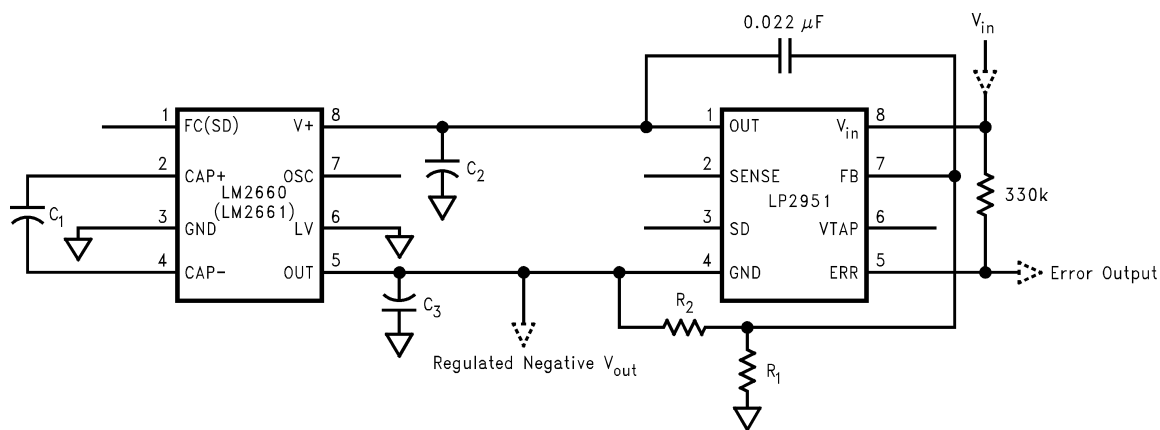 0.022 μF
V_in
1 FC(SD) V+ 8
2 CAP+ OSC 7
LM2660
(LM2661)
3 GND LV 6
4 CAP- OUT 5
C_1
C_2
C_3
1 OUT V_in 8
2 SENSE FB 7
LP2951
3 SD VTAP 6
4 GND ERR 5
330k
Error Output
R_2
R_1
Regulated Negative V_out